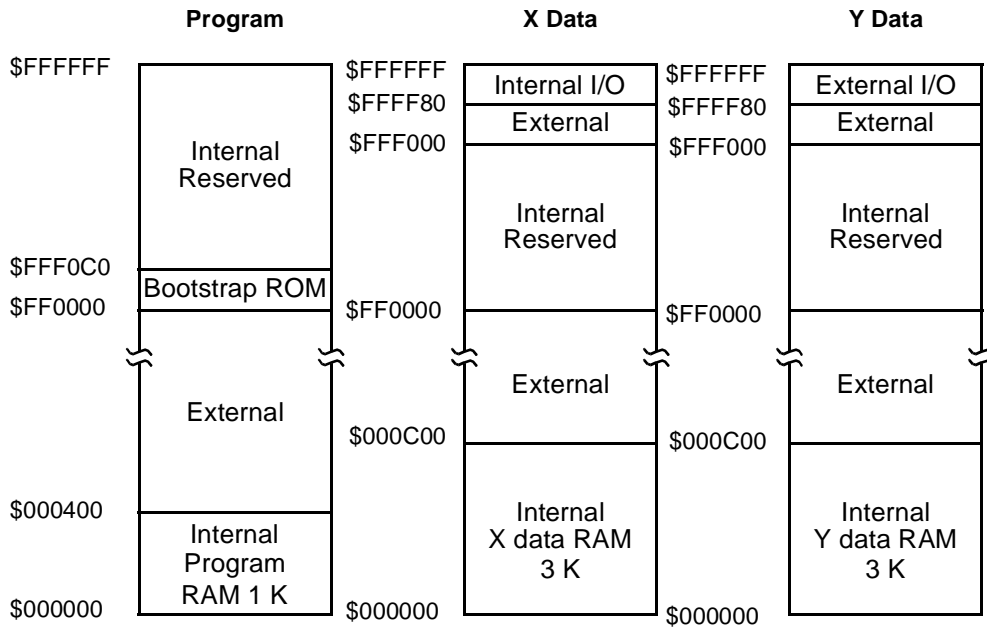 Program
$FFFFFF
Internal
Reserved
$FFF0C0
Bootstrap ROM
$FF0000
External
$000400
Internal
Program
RAM 1 K
$000000
X Data
$FFFFFF
Internal I/O
$FFFF80
External
$FFF000
Internal
Reserved
$FF0000
External
$000C00
Internal
X data RAM
3 K
$000000
Y Data
$FFFFFF
External I/O
$FFFF80
External
$FFF000
Internal
Reserved
$FF0000
External
$000C00
Internal
Y data RAM
3 K
$000000